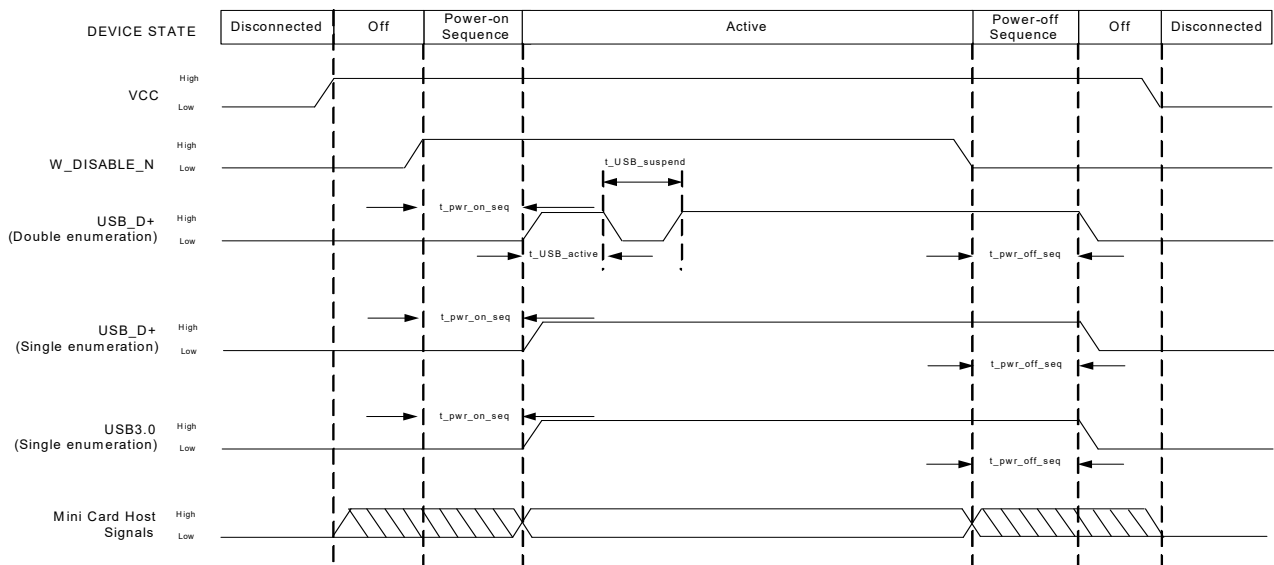 DEVICE STATE Disconnected Off Power-on Sequence Active Power-off Sequence Off Disconnected
High
VCC
Low
High
W_DISABLE_N Low
t_USB_suspend
t_pwr_on_seq
USB_D+ High
(Double enumeration) Low
t_USB_active t_pwr_off_seq
t_pwr_on_seq
USB_D+ High
(Single enumeration) Low
t_pwr_off_seq
t_pwr_on_seq
USB3.0 High
(Single enumeration) Low
t_pwr_off_seq
Mini Card Host High
Signals Low